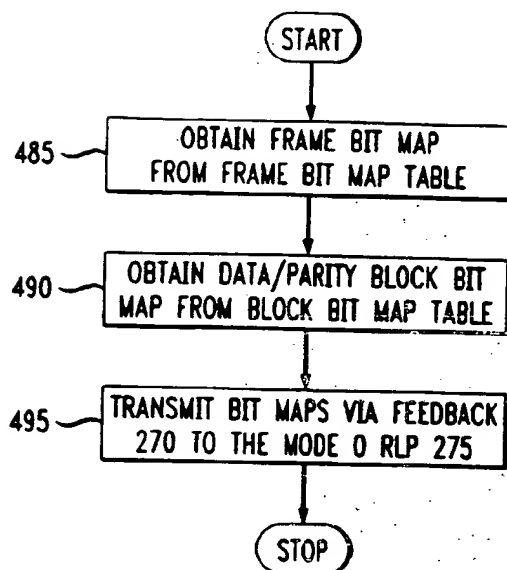 START
485
OBTAIN FRAME BIT MAP
FROM FRAME BIT MAP TABLE
490
OBTAIN DATA/PARITY BLOCK BIT
MAP FROM BLOCK BIT MAP TABLE
495
TRANSMIT BIT MAPS VIA FEEDBACK
270 TO THE MODE 0 RLP 275
STOP